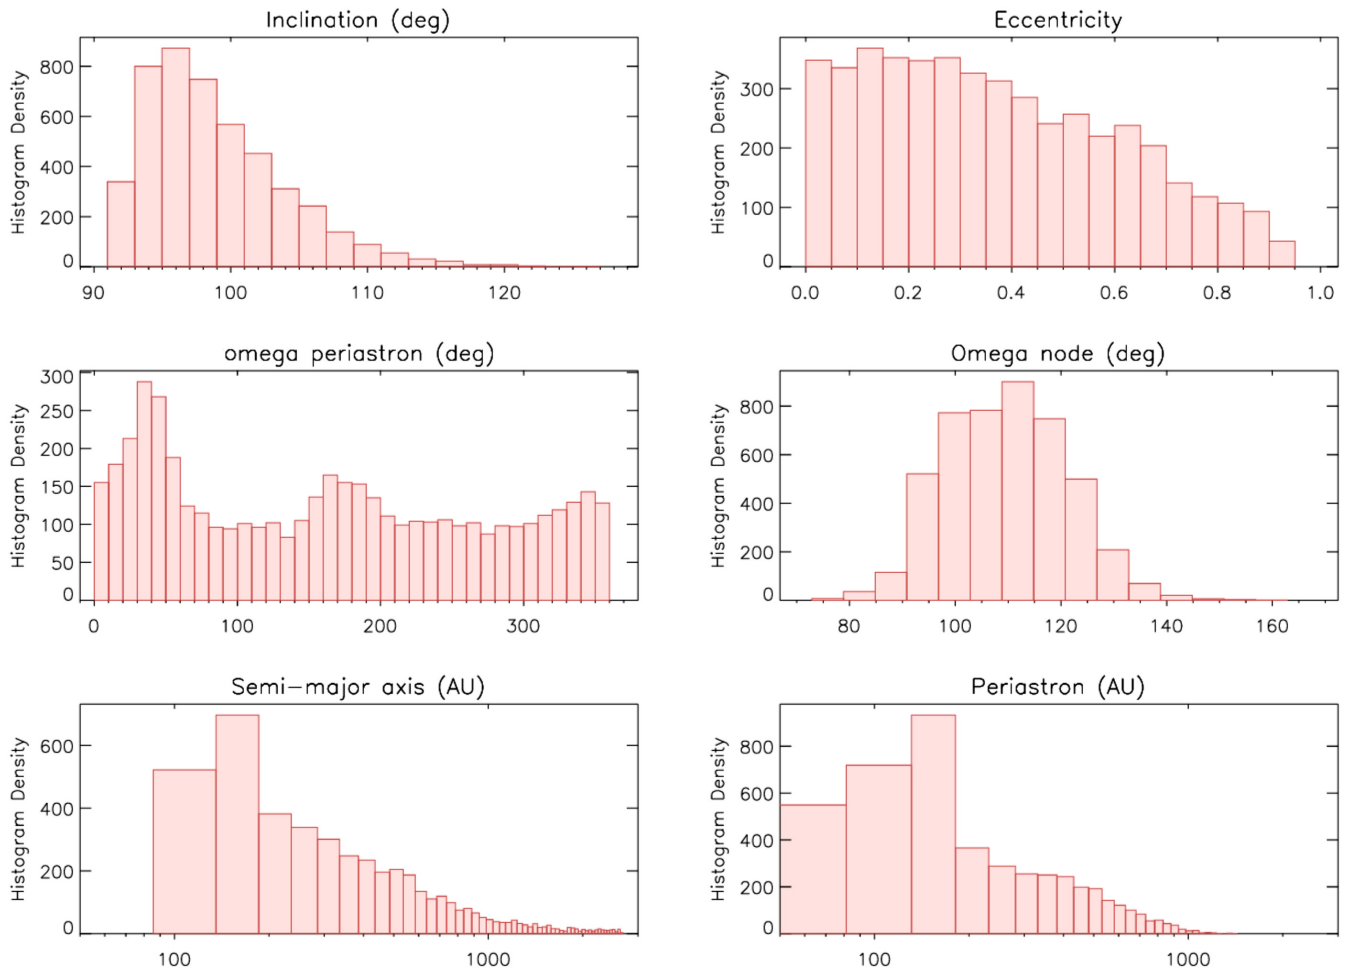 Inclination (deg)
Histogram Density
800
600
400
200
0
90 100 110 120
Eccentricity
Histogram Density
300
200
100
0
0.0 0.2 0.4 0.6 0.8 1.0
omega periastron (deg)
Histogram Density
300
250
200
150
100
50
0
0 100 200 300
Omega node (deg)
Histogram Density
800
600
400
200
0
80 100 120 140 160
Semi-major axis (AU)
Histogram Density
600
400
200
0
100 1000
Periastron (AU)
Histogram Density
800
600
400
200
0
100 1000